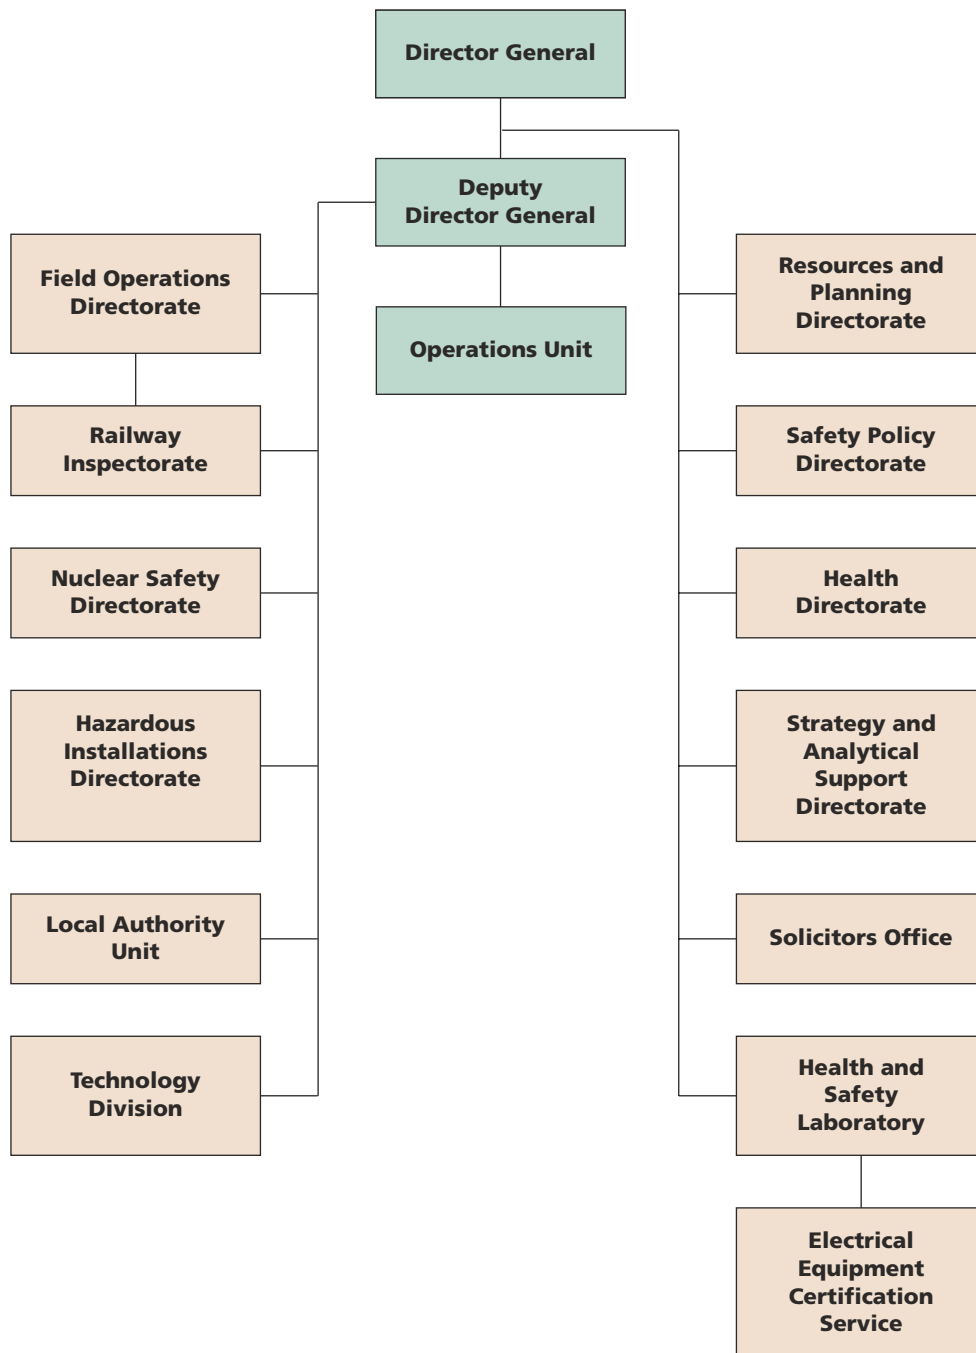 Director General
Deputy
Director General
Operations Unit
Field Operations
Directorate
Railway
Inspectorate
Nuclear Safety
Directorate
Hazardous
Installations
Directorate
Local Authority
Unit
Technology
Division
Resources and
Planning
Directorate
Safety Policy
Directorate
Health
Directorate
Strategy and
Analytical
Support
Directorate
Solicitors Office
Health and
Safety
Laboratory
Electrical
Equipment
Certification
Service